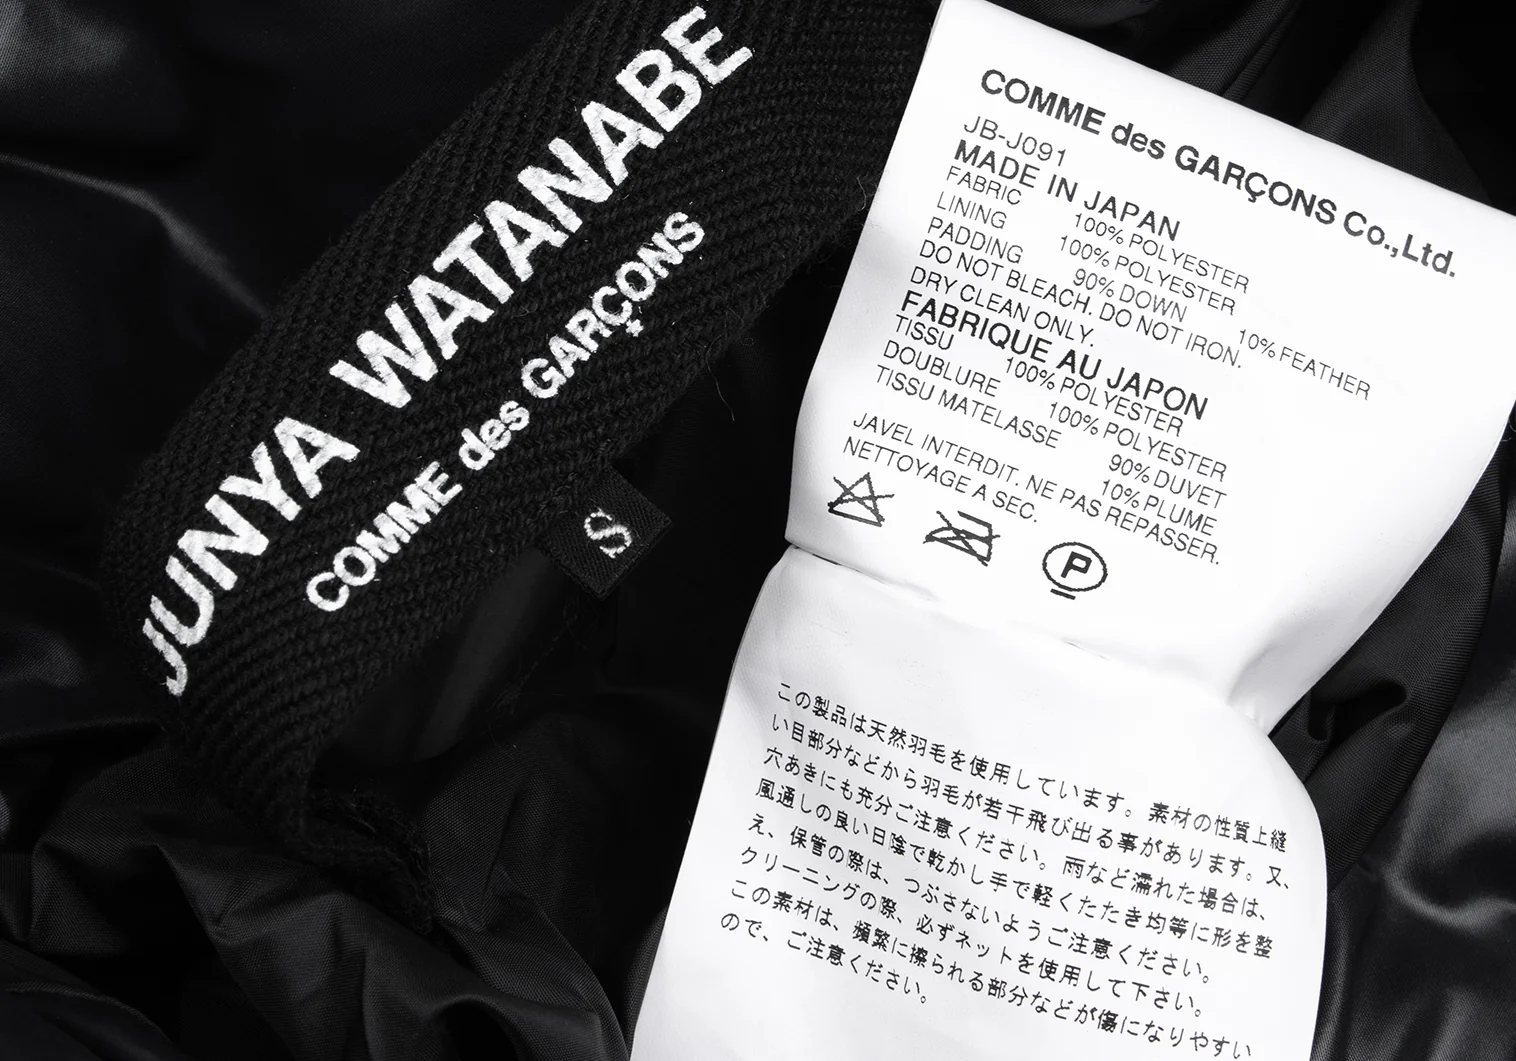 JUNYA WATANABE
COMME des GARÇONS
S
COMME des GARÇONS Co.,Ltd.
JB-J091
MADE IN JAPAN
FABRIC 100% POLYESTER
LINING 100% POLYESTER
PADDING 90% DOWN 10% FEATHER
DO NOT BLEACH. DO NOT IRON.
DRY CLEAN ONLY.
FABRIQUE AU JAPON
TISSU 100% POLYESTER
DOUBLURE 100% POLYESTER
TISSU MATELASSE 90% DUVET
10% PLUME
JAVEL INTERDIT. NE PAS REPASSER.
NETTOYAGE A SEC.
P
この製品は天然羽毛を使用しています。素材の性質上縫
い目部分などから羽毛が若干飛び出る事があります。又、
穴あきにも充分ご注意ください。雨など濡れた場合は、
風通しの良い日陰で乾かし手で軽くたたき均等に形を整
え、保管の際は、つぶさないようご注意ください。
クリーニングの際、必ずネットを使用して下さい。
この素材は、頻繁に擦られる部分などが傷になりやすい
ので、ご注意ください。